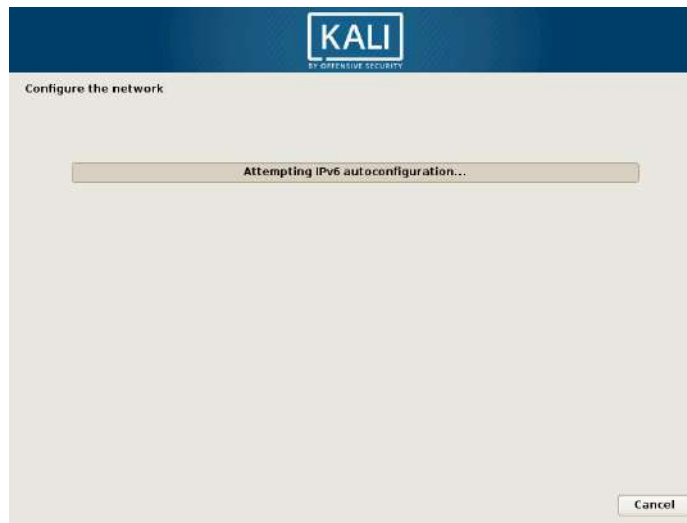 KALI
BY OFFENSIVE SECURITY
Configure the network
Attempting IPv6 autoconfiguration...
Cancel